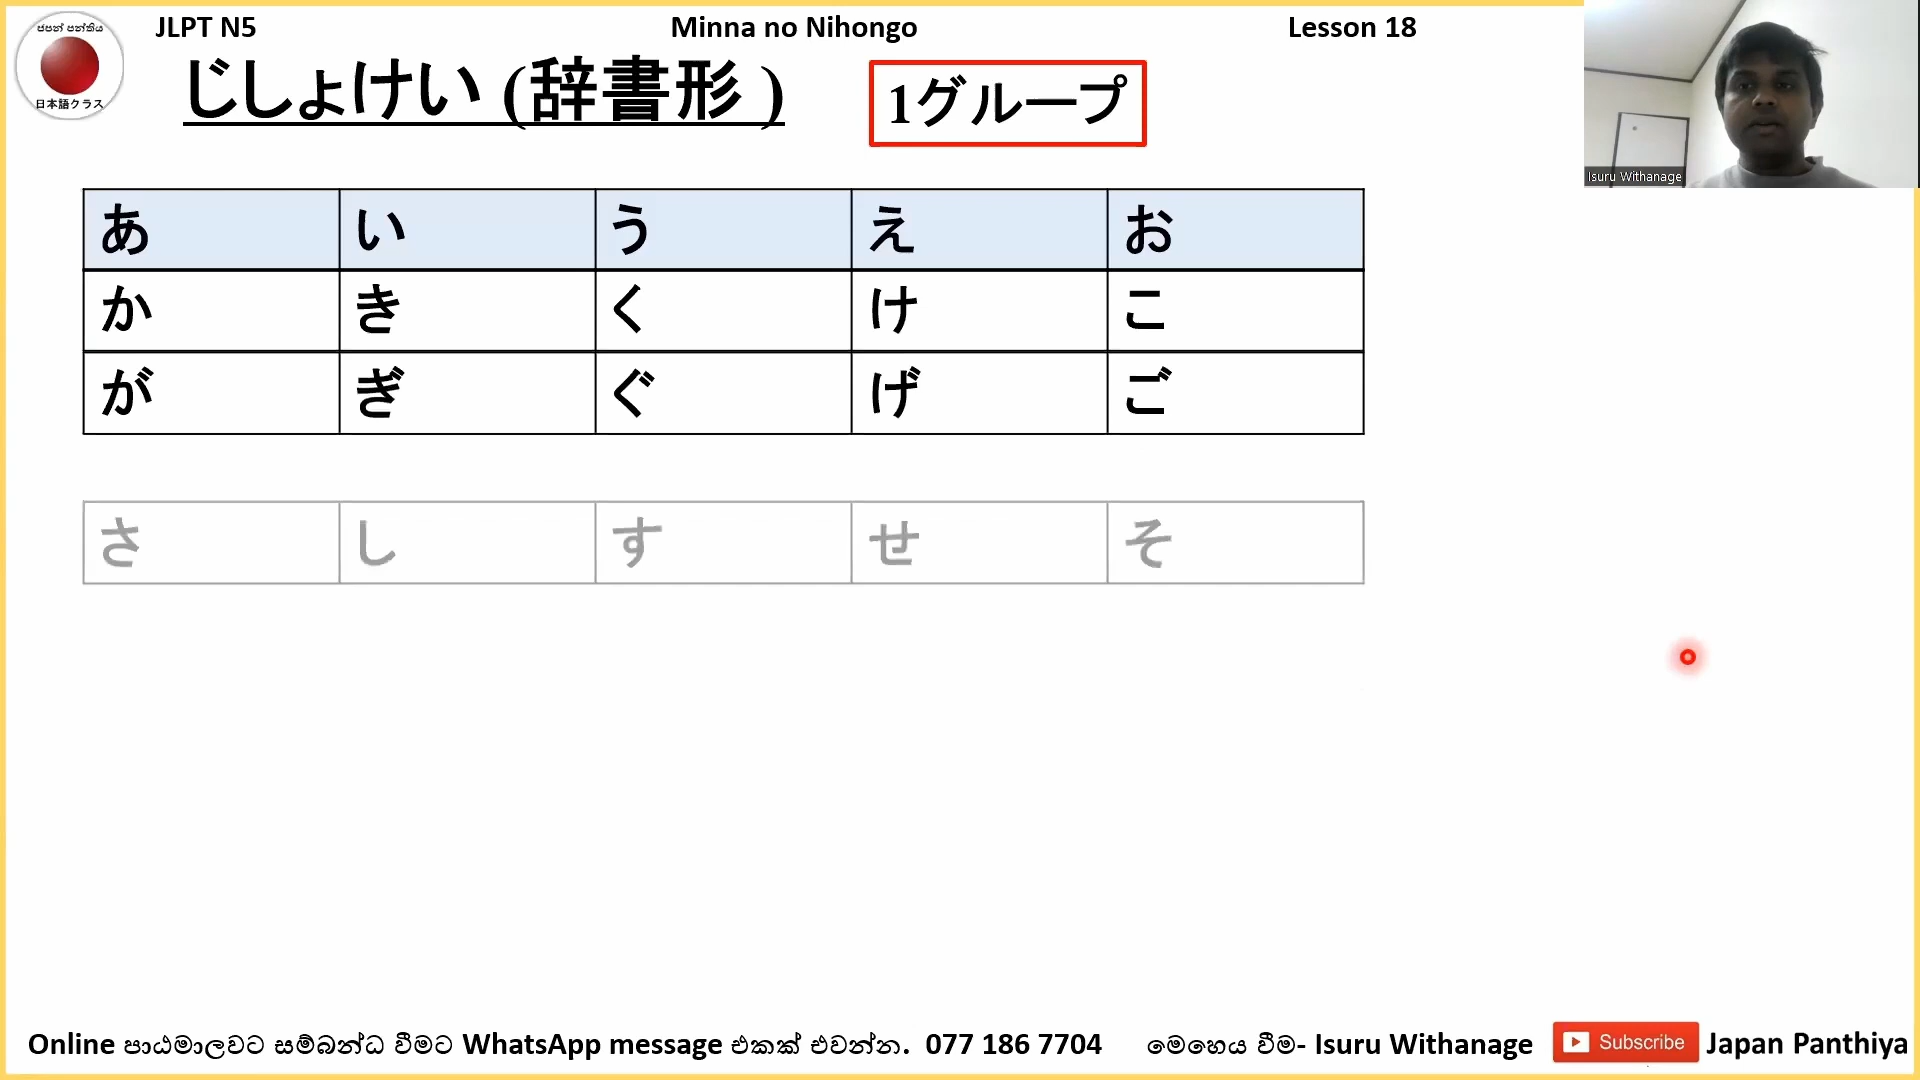 ජපන් පන්තිය
日本語クラス
JLPT N5 Minna no Nihongo Lesson 18
じしょけい (辞書形 )
1グループ
Isuru Withanage
あ い う え お
か き く け こ
が ぎ ぐ げ ご
さ し す せ そ
Online පාඨමාලවට සම්බන්ධ වීමට WhatsApp message එකක් එවන්න. 077 186 7704 මෙහෙය වීම- Isuru Withanage Subscribe Japan Panthiya